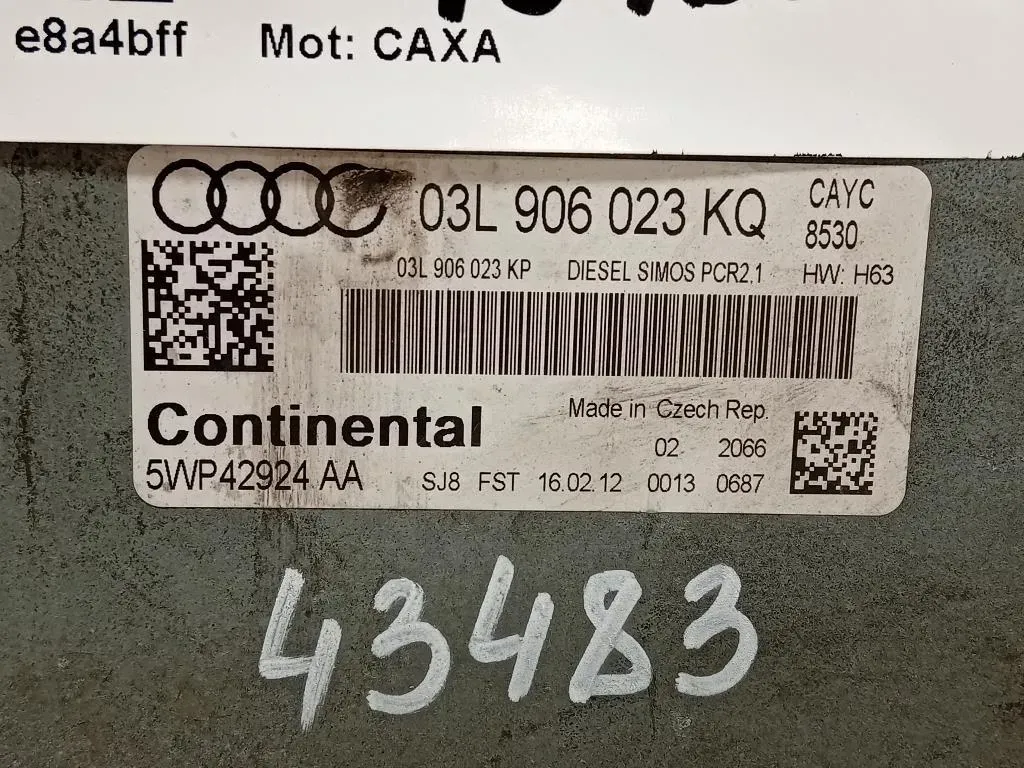 e8a4bff Mot: CAXA
03L 906 023 KQ CAYC
8530
03L 906 023 KP DIESEL SIMOS PCR2.1 HW: H63
Continental Made in Czech Rep.
02 2066
5WP42924 AA SJ8 FST 16.02.12 0013 0687
43483